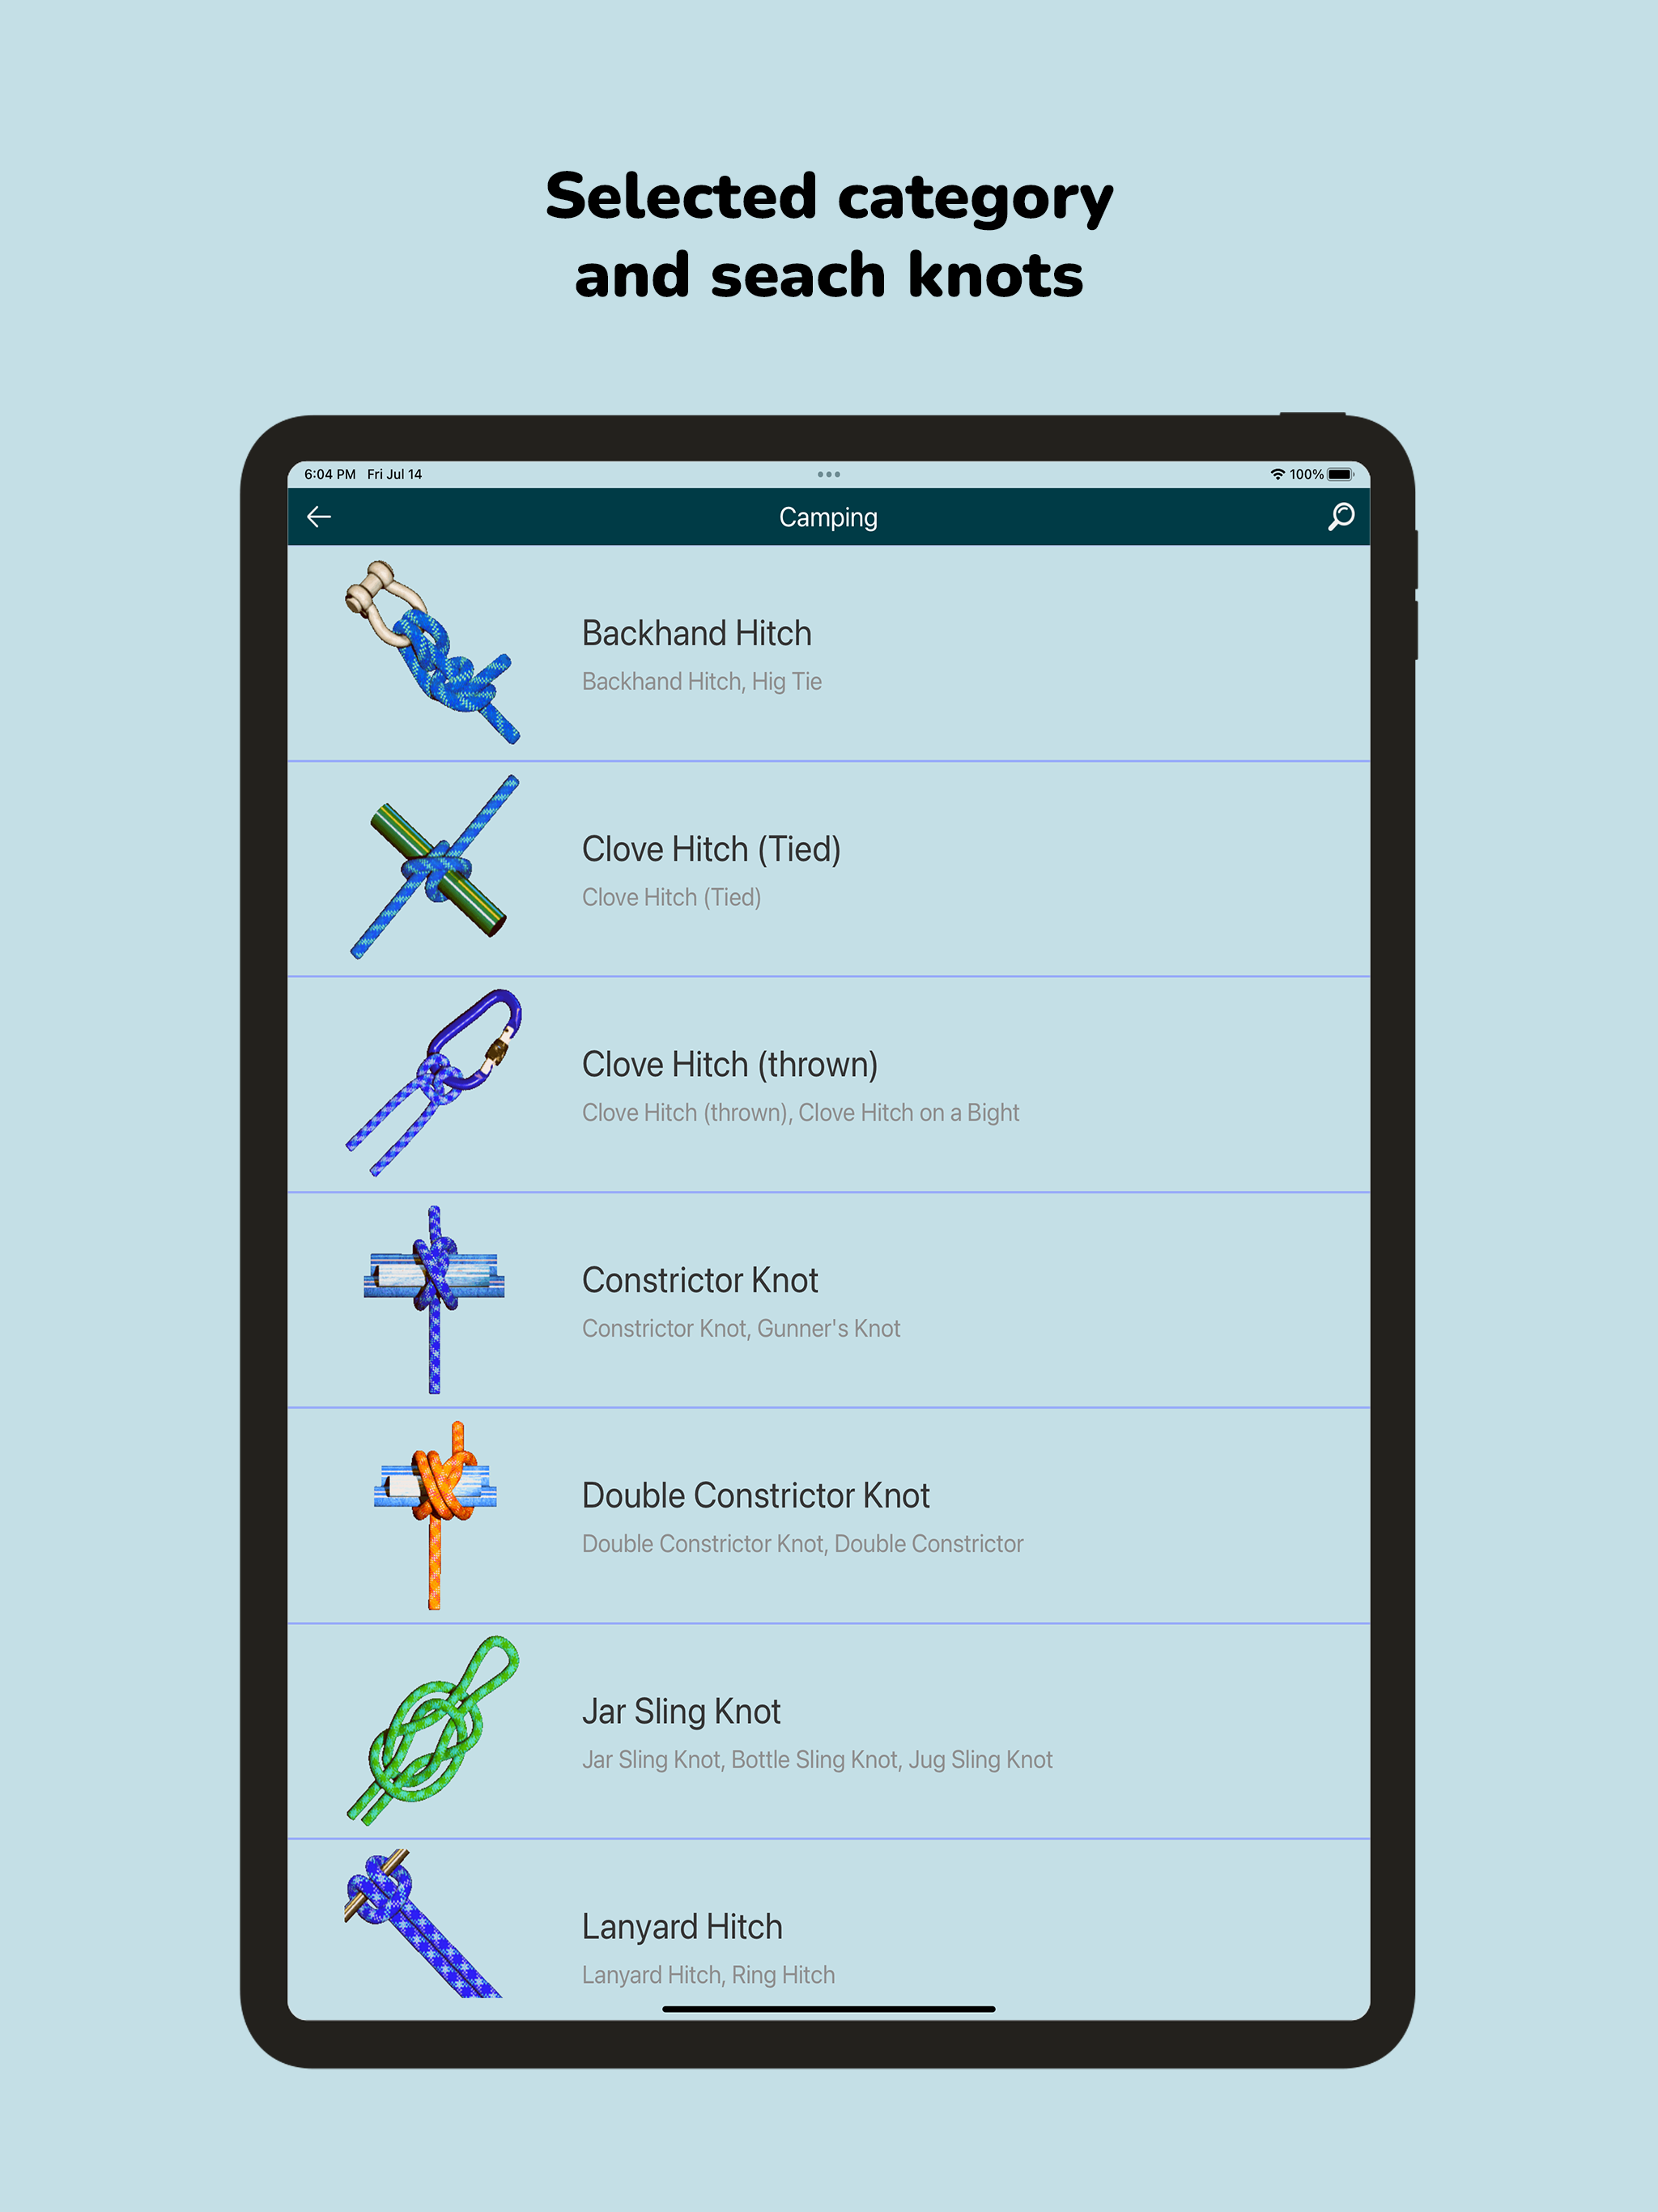 Selected category
and seach knots
6:04 PM Fri Jul 14
100%
Camping
Backhand Hitch
Backhand Hitch, Hig Tie
Clove Hitch (Tied)
Clove Hitch (Tied)
Clove Hitch (thrown)
Clove Hitch (thrown), Clove Hitch on a Bight
Constrictor Knot
Constrictor Knot, Gunner's Knot
Double Constrictor Knot
Double Constrictor Knot, Double Constrictor
Jar Sling Knot
Jar Sling Knot, Bottle Sling Knot, Jug Sling Knot
Lanyard Hitch
Lanyard Hitch, Ring Hitch